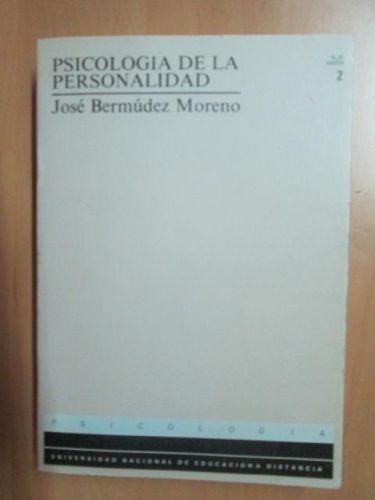 PSICOLOGIA DE LA
PERSONALIDAD
José Bermúdez Moreno
2
PSICOLOGIA
UNIVERSIDAD NACIONAL DE EDUCACION A DISTANCIA